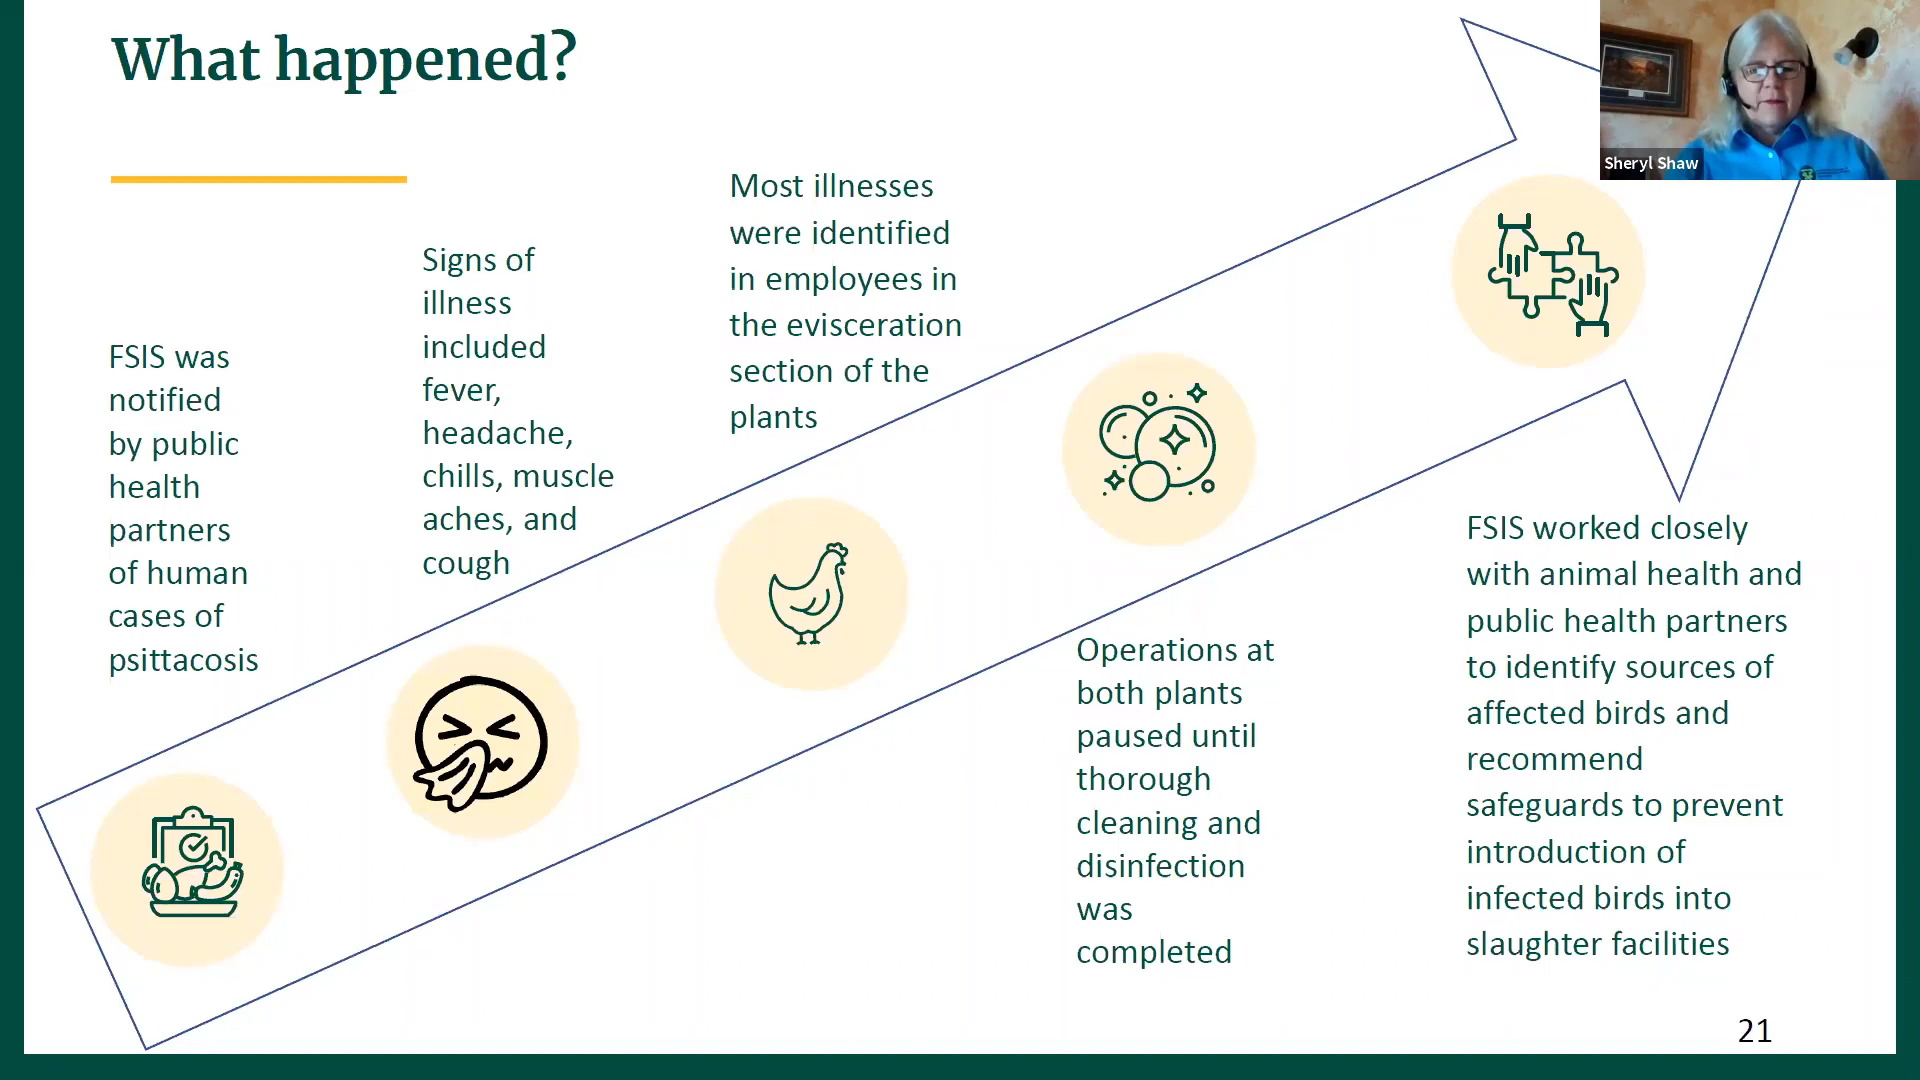 What happened?
Sheryl Shaw
FSIS was
notified
by public
health
partners
of human
cases of
psittacosis
Signs of
illness
included
fever,
headache,
chills, muscle
aches, and
cough
Most illnesses
were identified
in employees in
the evisceration
section of the
plants
Operations at
both plants
paused until
thorough
cleaning and
disinfection
was
completed
FSIS worked closely
with animal health and
public health partners
to identify sources of
affected birds and
recommend
safeguards to prevent
introduction of
infected birds into
slaughter facilities
21